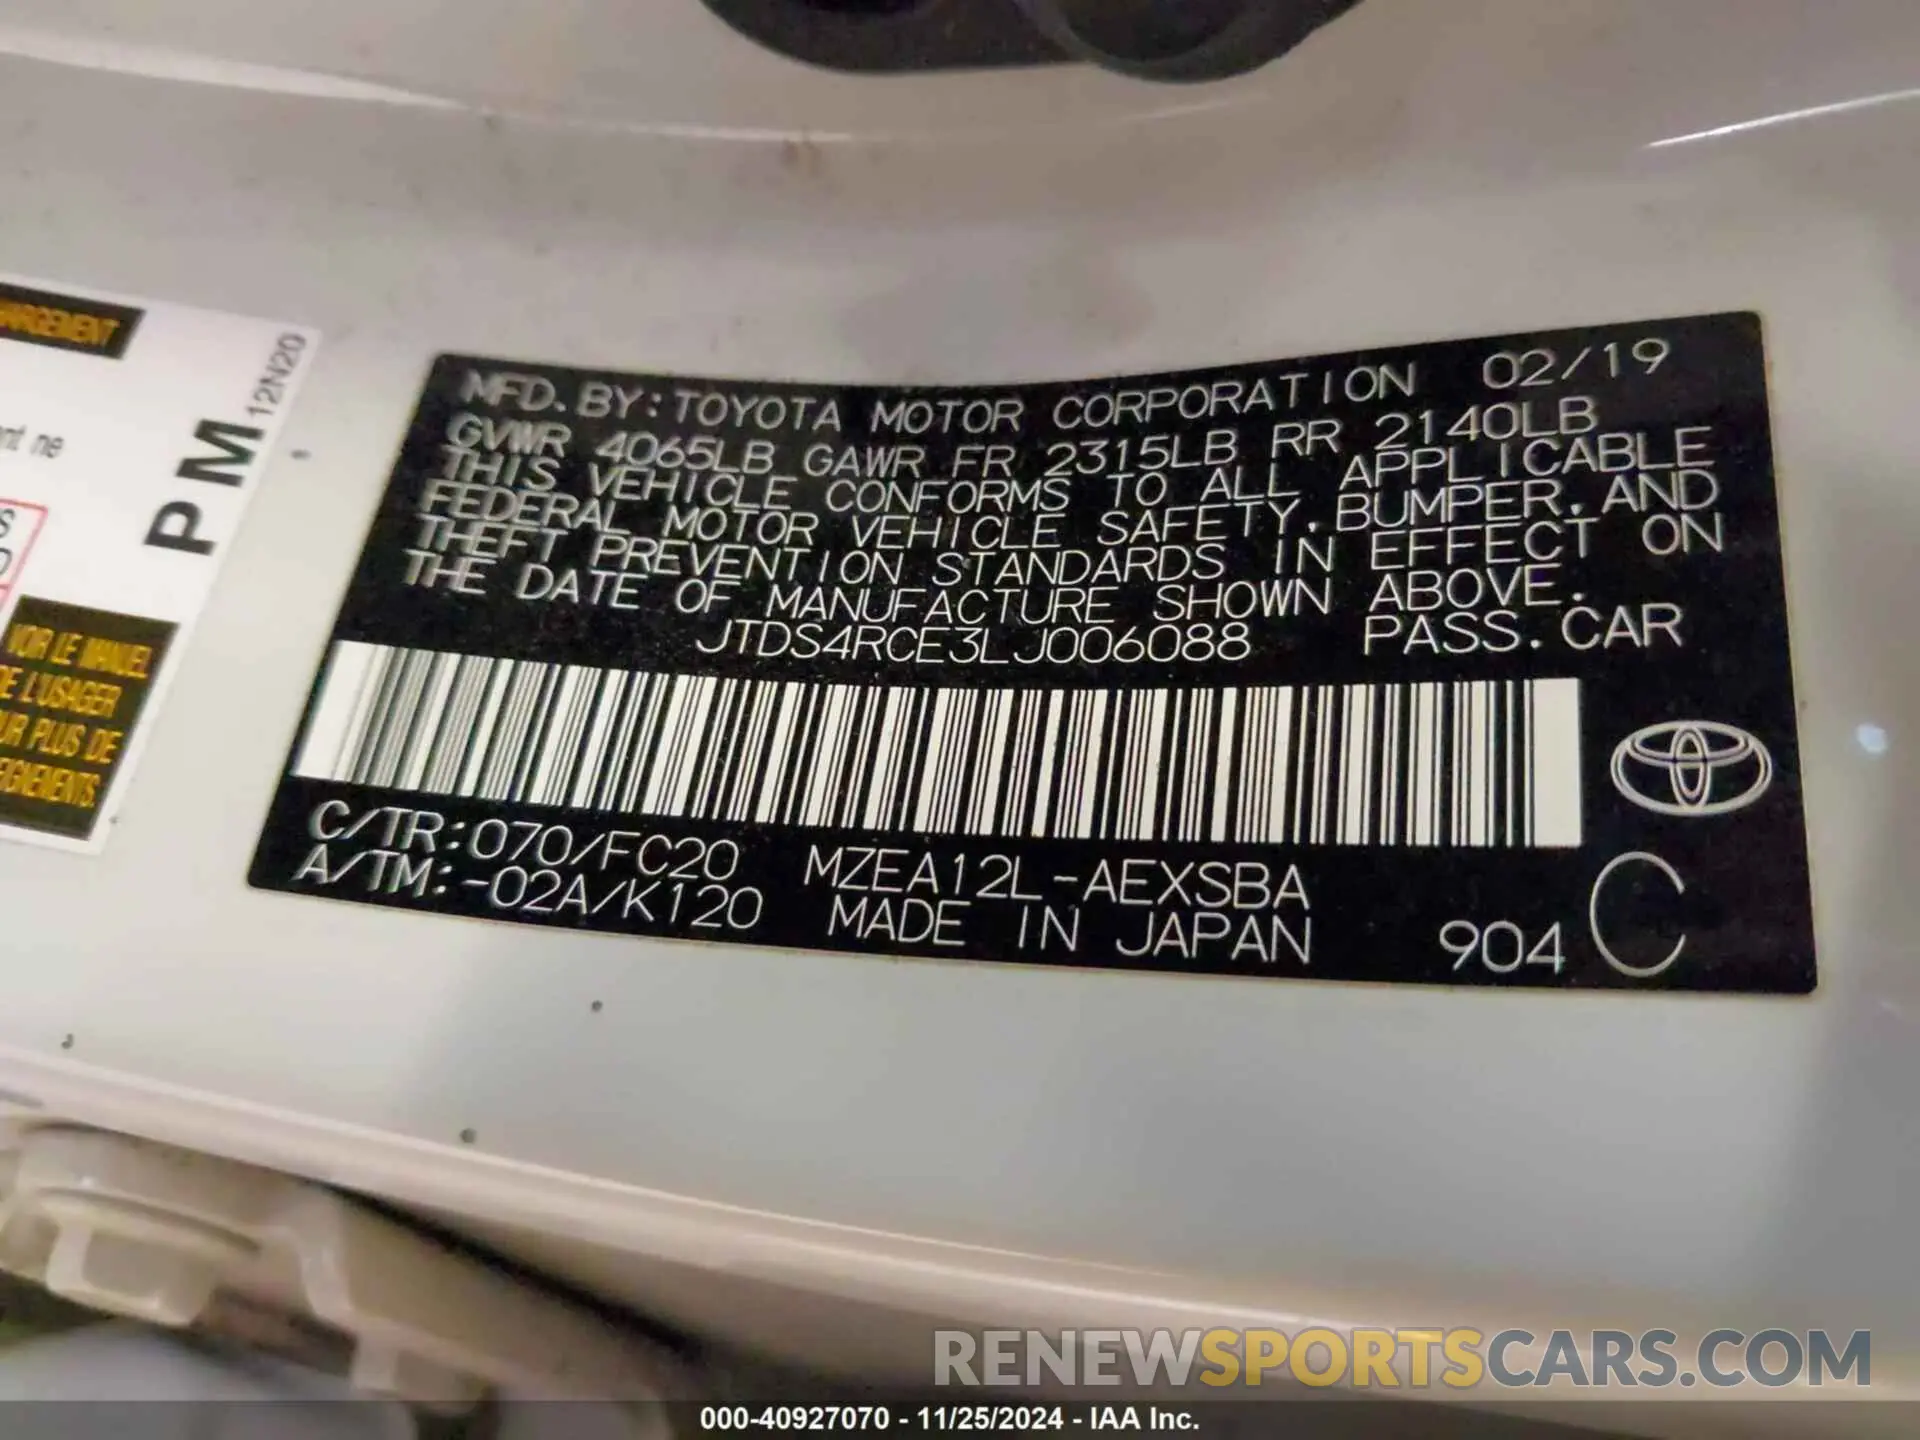 HARGEMENT
PM 12N20
nt ne
S
VOIR LE MANUEL
DE L'USAGER
PLUS DE
MFD. BY: TOYOTA MOTOR CORPORATION 02/19
GVWR 4065LB GAWR FR 2315LB RR 2140LB
THIS VEHICLE CONFORMS TO ALL APPLICABLE
FEDERAL MOTOR VEHICLE SAFETY, BUMPER, AND
THEFT PREVENTION STANDARDS IN EFFECT ON
THE DATE OF MANUFACTURE SHOWN ABOVE.
JTDS4RCE3LJ006088 PASS. CAR
C/TR:070/FC20 MZEA12L-AEXSBA
A/TM:-02A/K120 MADE IN JAPAN 904 C
RENEWSPORTSCARS.COM
000-40927070 - 11/25/2024 - IAA Inc.